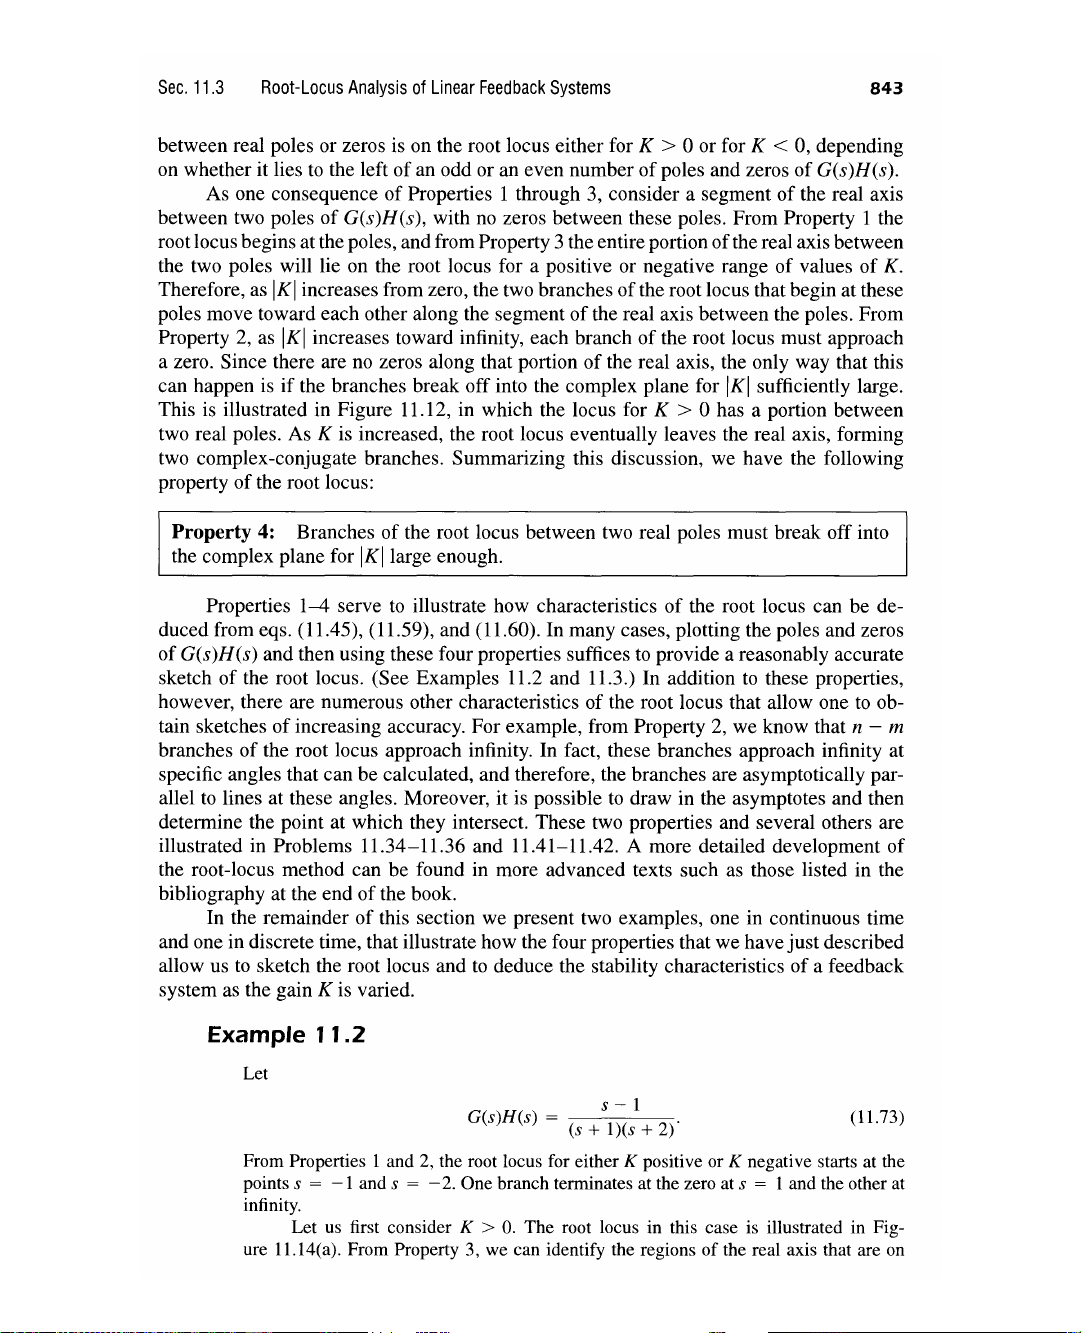 Sec. 11.3 Root-Locus Analysis of Linear Feedback Systems 843
between real poles or zeros is on the root locus either for K > 0 or for K < 0, depending
on whether it lies to the left of an odd or an even number of poles and zeros of G(s)H(s).
As one consequence of Properties 1 through 3, consider a segment of the real axis
between two poles of G(s)H(s), with no zeros between these poles. From Property 1 the
root locus begins at the poles, and from Property 3 the entire portion of the real axis between
the two poles will lie on the root locus for a positive or negative range of values of K.
Therefore, as |K| increases from zero, the two branches of the root locus that begin at these
poles move toward each other along the segment of the real axis between the poles. From
Property 2, as |K| increases toward infinity, each branch of the root locus must approach
a zero. Since there are no zeros along that portion of the real axis, the only way that this
can happen is if the branches break off into the complex plane for |K| sufficiently large.
This is illustrated in Figure 11.12, in which the locus for K > 0 has a portion between
two real poles. As K is increased, the root locus eventually leaves the real axis, forming
two complex-conjugate branches. Summarizing this discussion, we have the following
property of the root locus:
Property 4: Branches of the root locus between two real poles must break off into
the complex plane for |K| large enough.
Properties 1–4 serve to illustrate how characteristics of the root locus can be de-
duced from eqs. (11.45), (11.59), and (11.60). In many cases, plotting the poles and zeros
of G(s)H(s) and then using these four properties suffices to provide a reasonably accurate
sketch of the root locus. (See Examples 11.2 and 11.3.) In addition to these properties,
however, there are numerous other characteristics of the root locus that allow one to ob-
tain sketches of increasing accuracy. For example, from Property 2, we know that n − m
branches of the root locus approach infinity. In fact, these branches approach infinity at
specific angles that can be calculated, and therefore, the branches are asymptotically par-
allel to lines at these angles. Moreover, it is possible to draw in the asymptotes and then
determine the point at which they intersect. These two properties and several others are
illustrated in Problems 11.34–11.36 and 11.41–11.42. A more detailed development of
the root-locus method can be found in more advanced texts such as those listed in the
bibliography at the end of the book.
In the remainder of this section we present two examples, one in continuous time
and one in discrete time, that illustrate how the four properties that we have just described
allow us to sketch the root locus and to deduce the stability characteristics of a feedback
system as the gain K is varied.
Example 11.2
Let
G(s)H(s) = (s − 1)/((s + 1)(s + 2)). (11.73)
From Properties 1 and 2, the root locus for either K positive or K negative starts at the
points s = −1 and s = −2. One branch terminates at the zero at s = 1 and the other at
infinity.
Let us first consider K > 0. The root locus in this case is illustrated in Fig-
ure 11.14(a). From Property 3, we can identify the regions of the real axis that are on